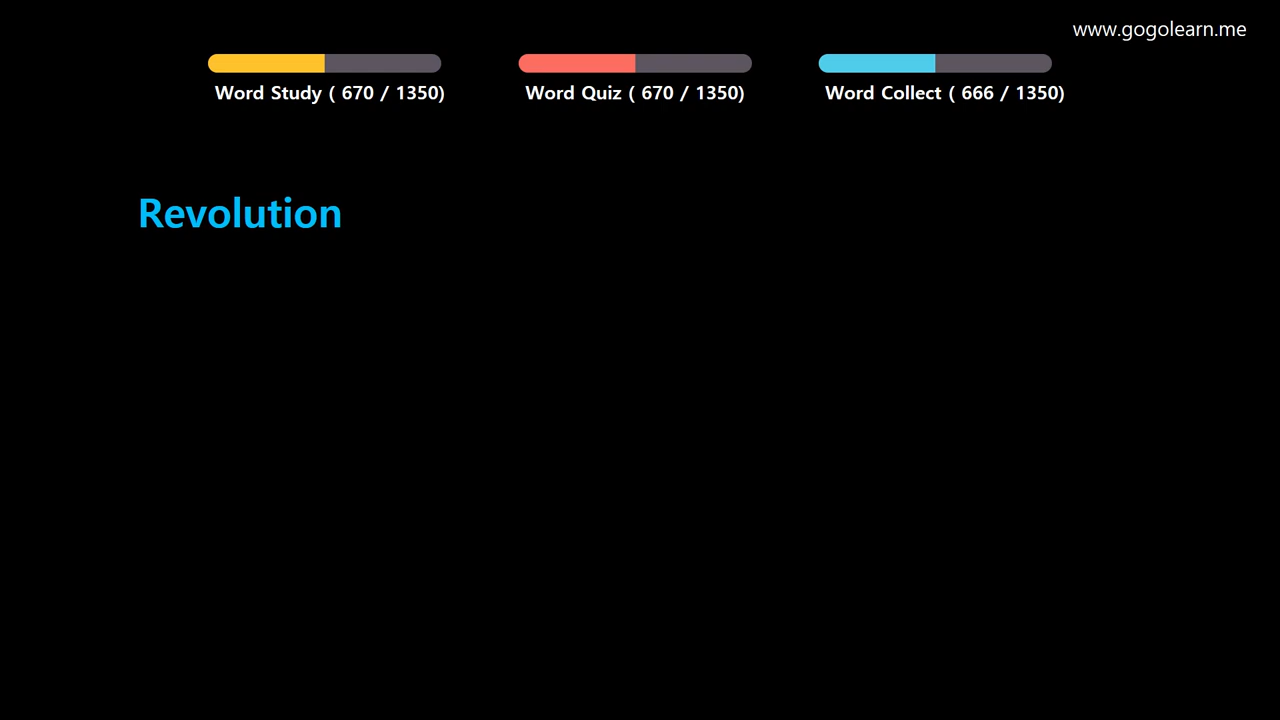 www.gogolearn.me
Word Study ( 670 / 1350)
Word Quiz ( 670 / 1350)
Word Collect ( 666 / 1350)
Revolution